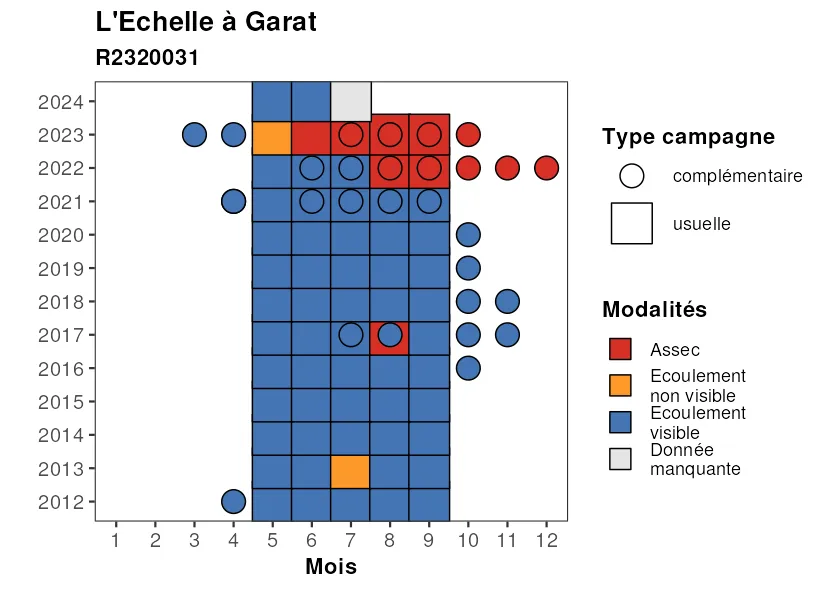 L'Echelle à Garat
R2320031
2024
2023
2022
2021
2020
2019
2018
2017
2016
2015
2014
2013
2012
1 2 3 4 5 6 7 8 9 10 11 12
Mois
Type campagne
complémentaire
usuelle
Modalités
Assec
Ecoulement
non visible
Ecoulement
visible
Donnée
manquante